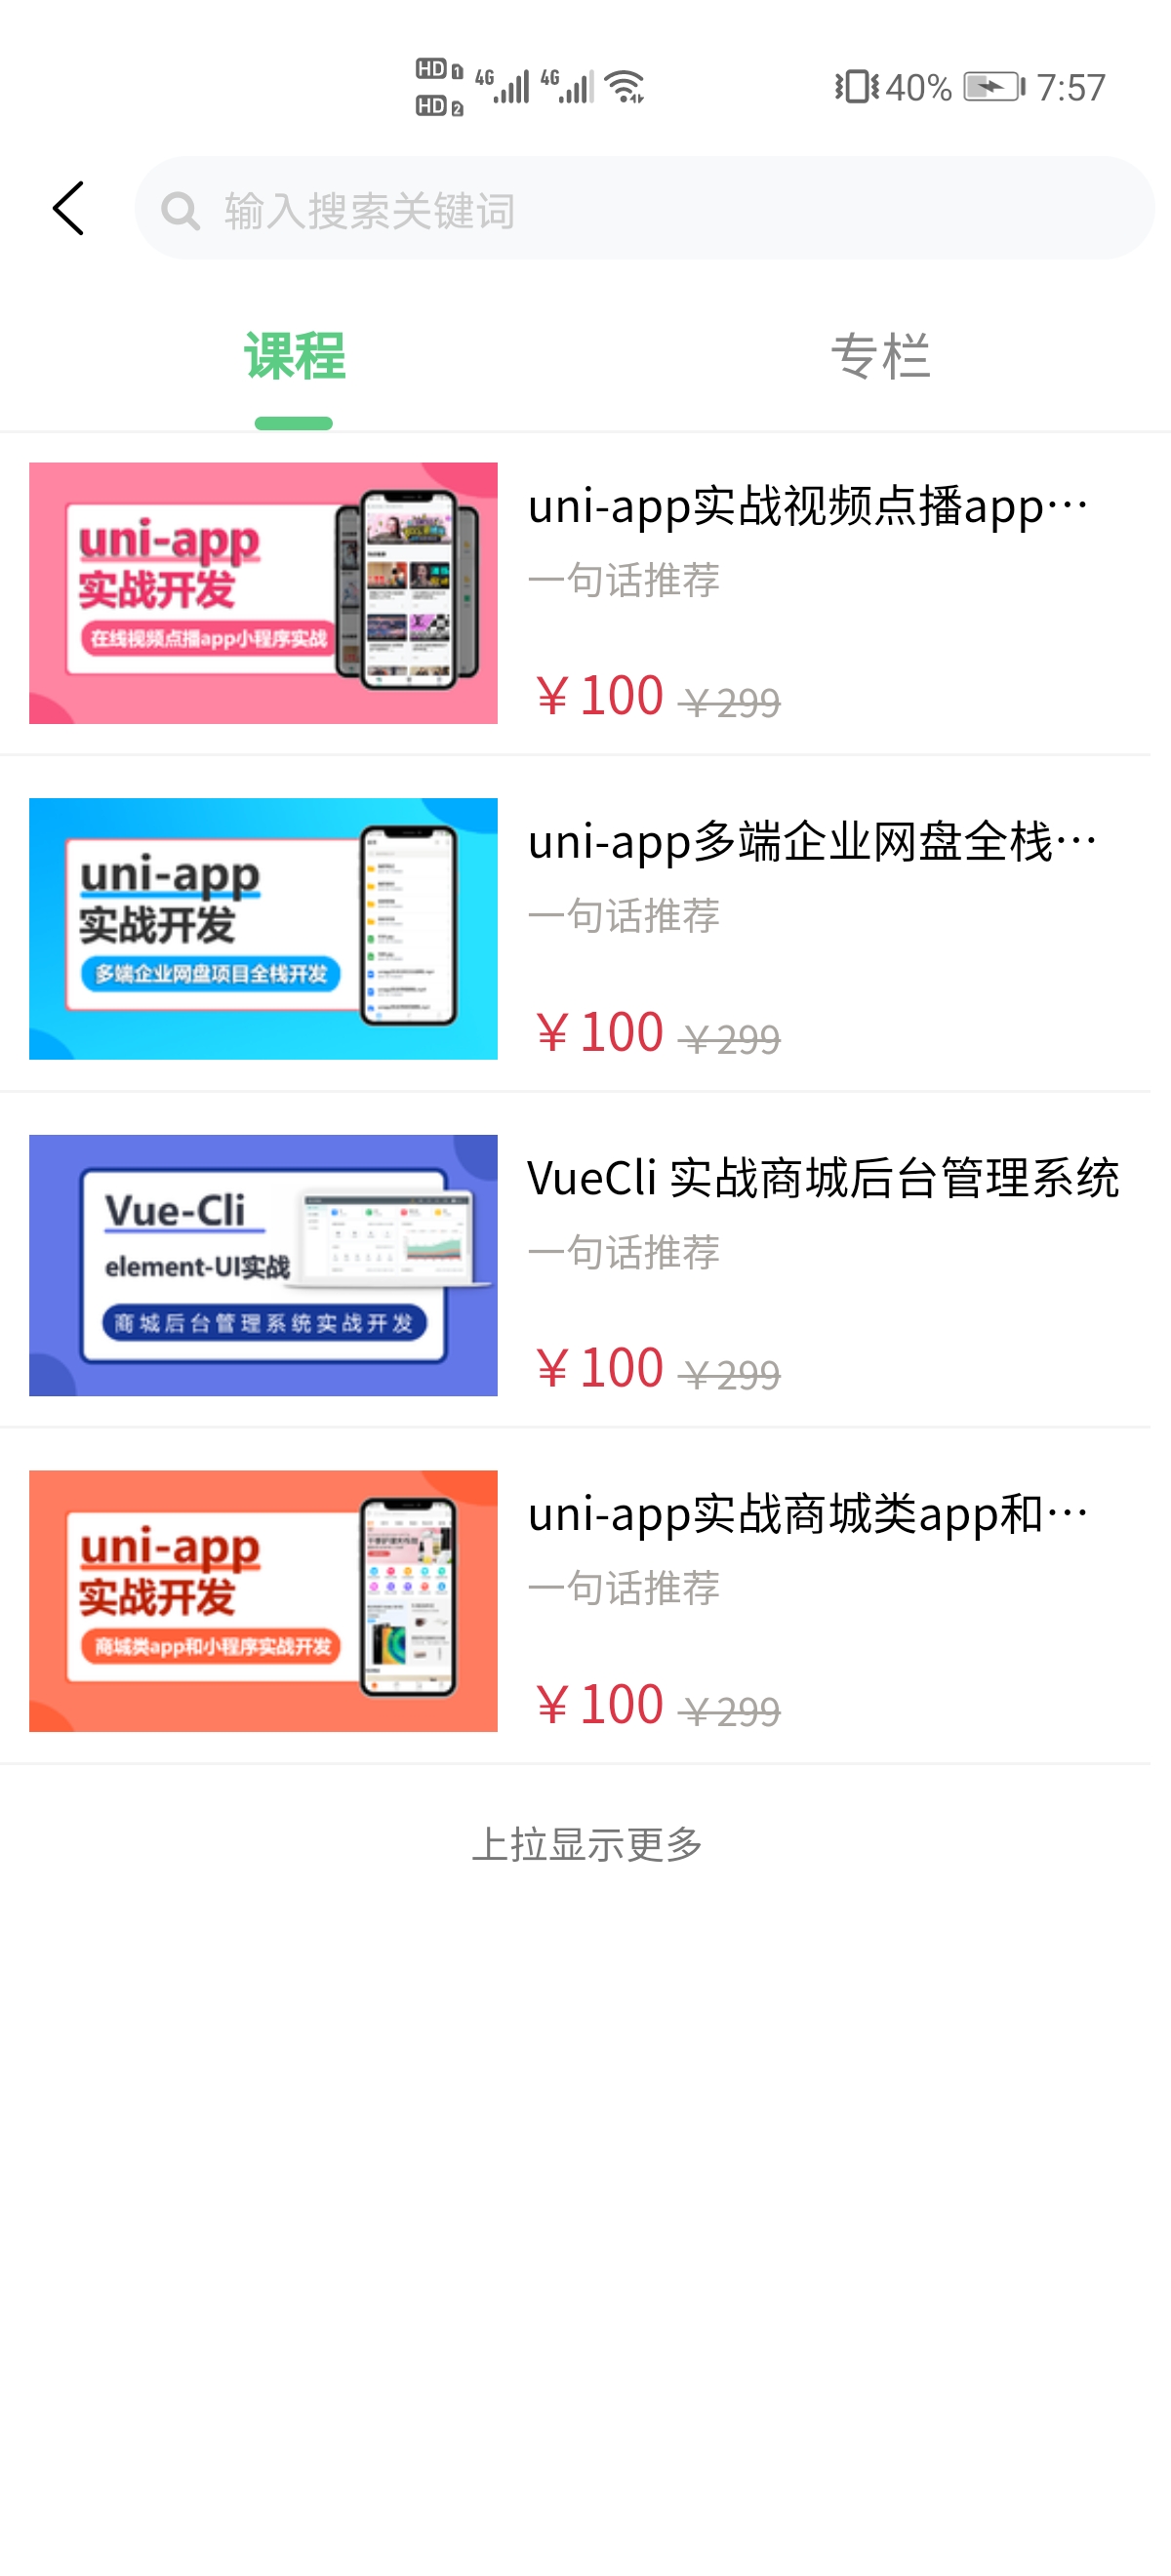 HD 1 4G 4G
HD 2
40% 7:57
输入搜索关键词
课程 专栏
uni-app
实战开发
在线视频点播app小程序实战
uni-app实战视频点播app…
一句话推荐
￥100 ￥299
uni-app
实战开发
多端企业网盘项目全栈开发
uni-app多端企业网盘全栈…
一句话推荐
￥100 ￥299
Vue-Cli
element-UI实战
商城后台管理系统实战开发
VueCli 实战商城后台管理系统
一句话推荐
￥100 ￥299
uni-app
实战开发
商城类app和小程序实战开发
uni-app实战商城类app和…
一句话推荐
￥100 ￥299
上拉显示更多